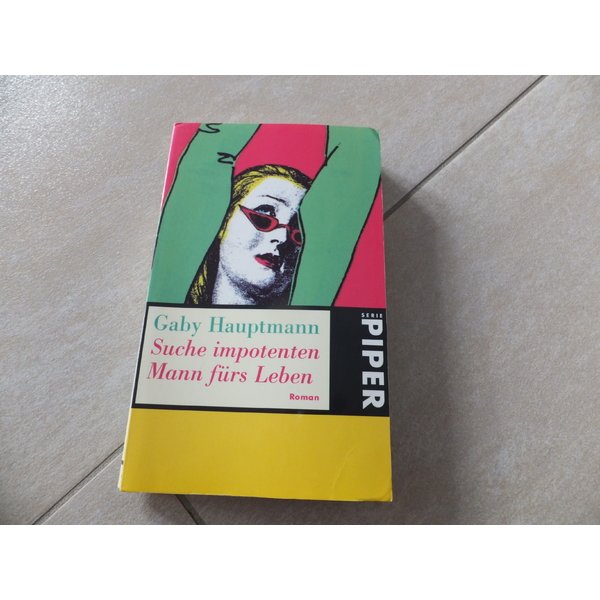 Gaby Hauptmann
Suche impotenten
Mann fürs Leben
Roman
SERIE
PIPER